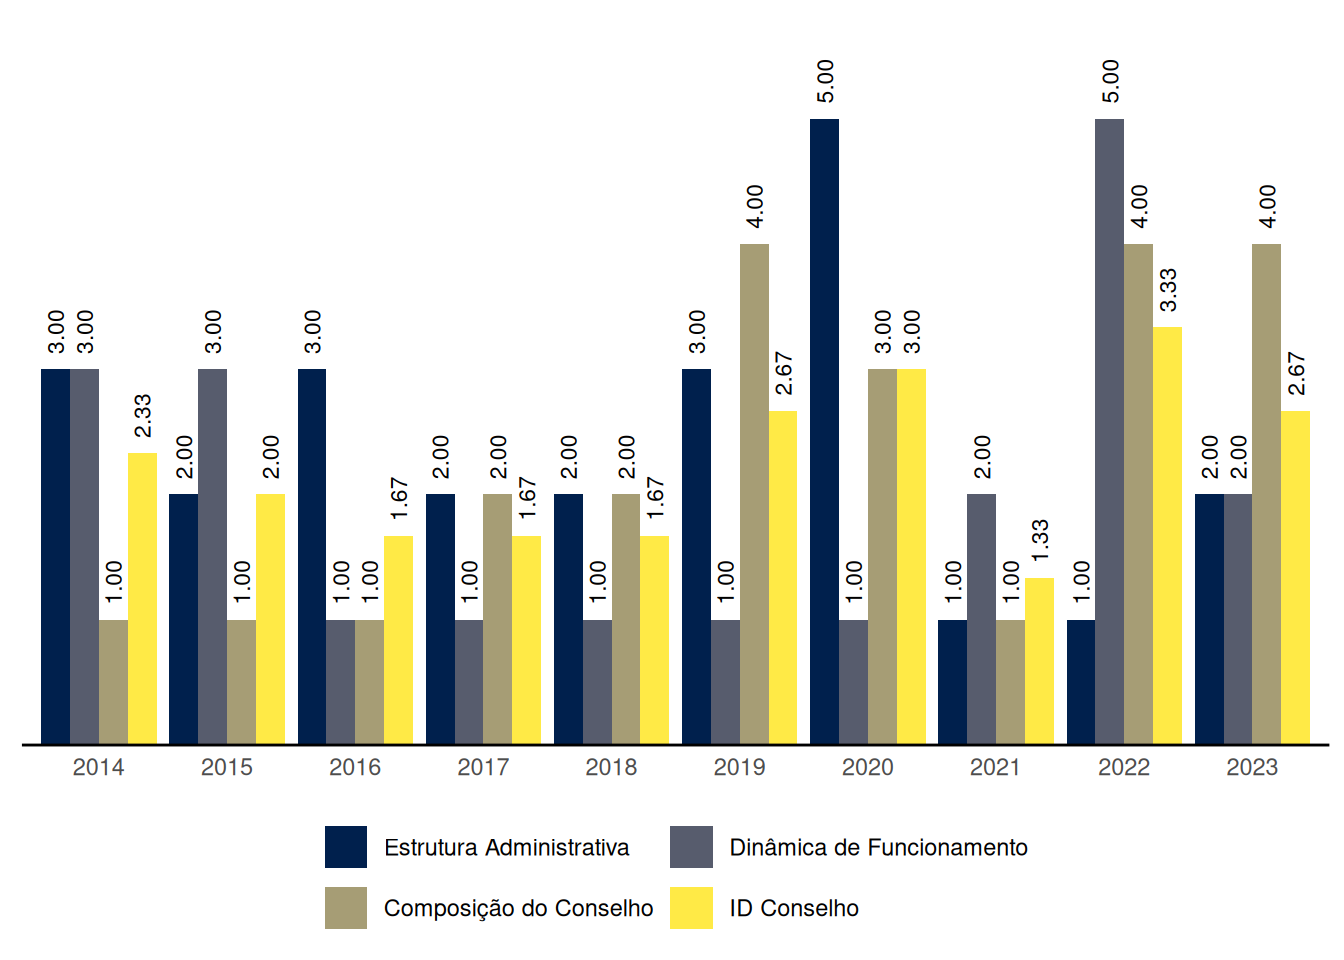 3.00 3.00 1.00 2.33 2.00 3.00 1.00 2.00 3.00 1.00 1.00 1.67 2.00 1.00 2.00 1.67 2.00 1.00 2.00 1.67 3.00 1.00 4.00 2.67 5.00 1.00 3.00 3.00 1.00 2.00 1.00 1.33 1.00 5.00 4.00 3.33 2.00 2.00 4.00 2.67
2014 2015 2016 2017 2018 2019 2020 2021 2022 2023
Estrutura Administrativa Dinâmica de Funcionamento
Composição do Conselho ID Conselho